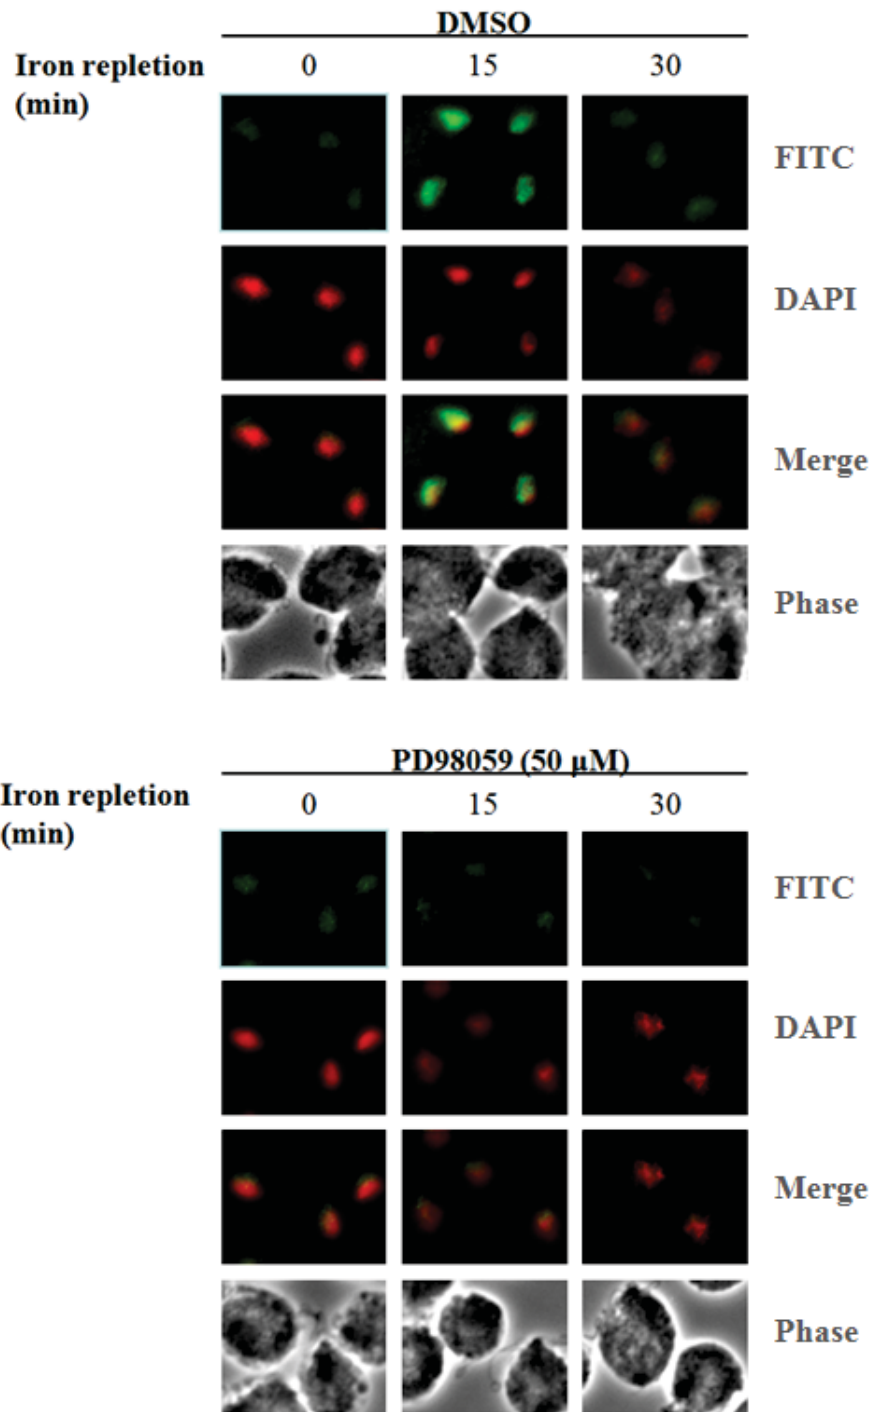 DMSO
Iron repletion 0 15 30
(min)
FITC
DAPI
Merge
Phase
PD98059 (50 μM)
Iron repletion 0 15 30
(min)
FITC
DAPI
Merge
Phase